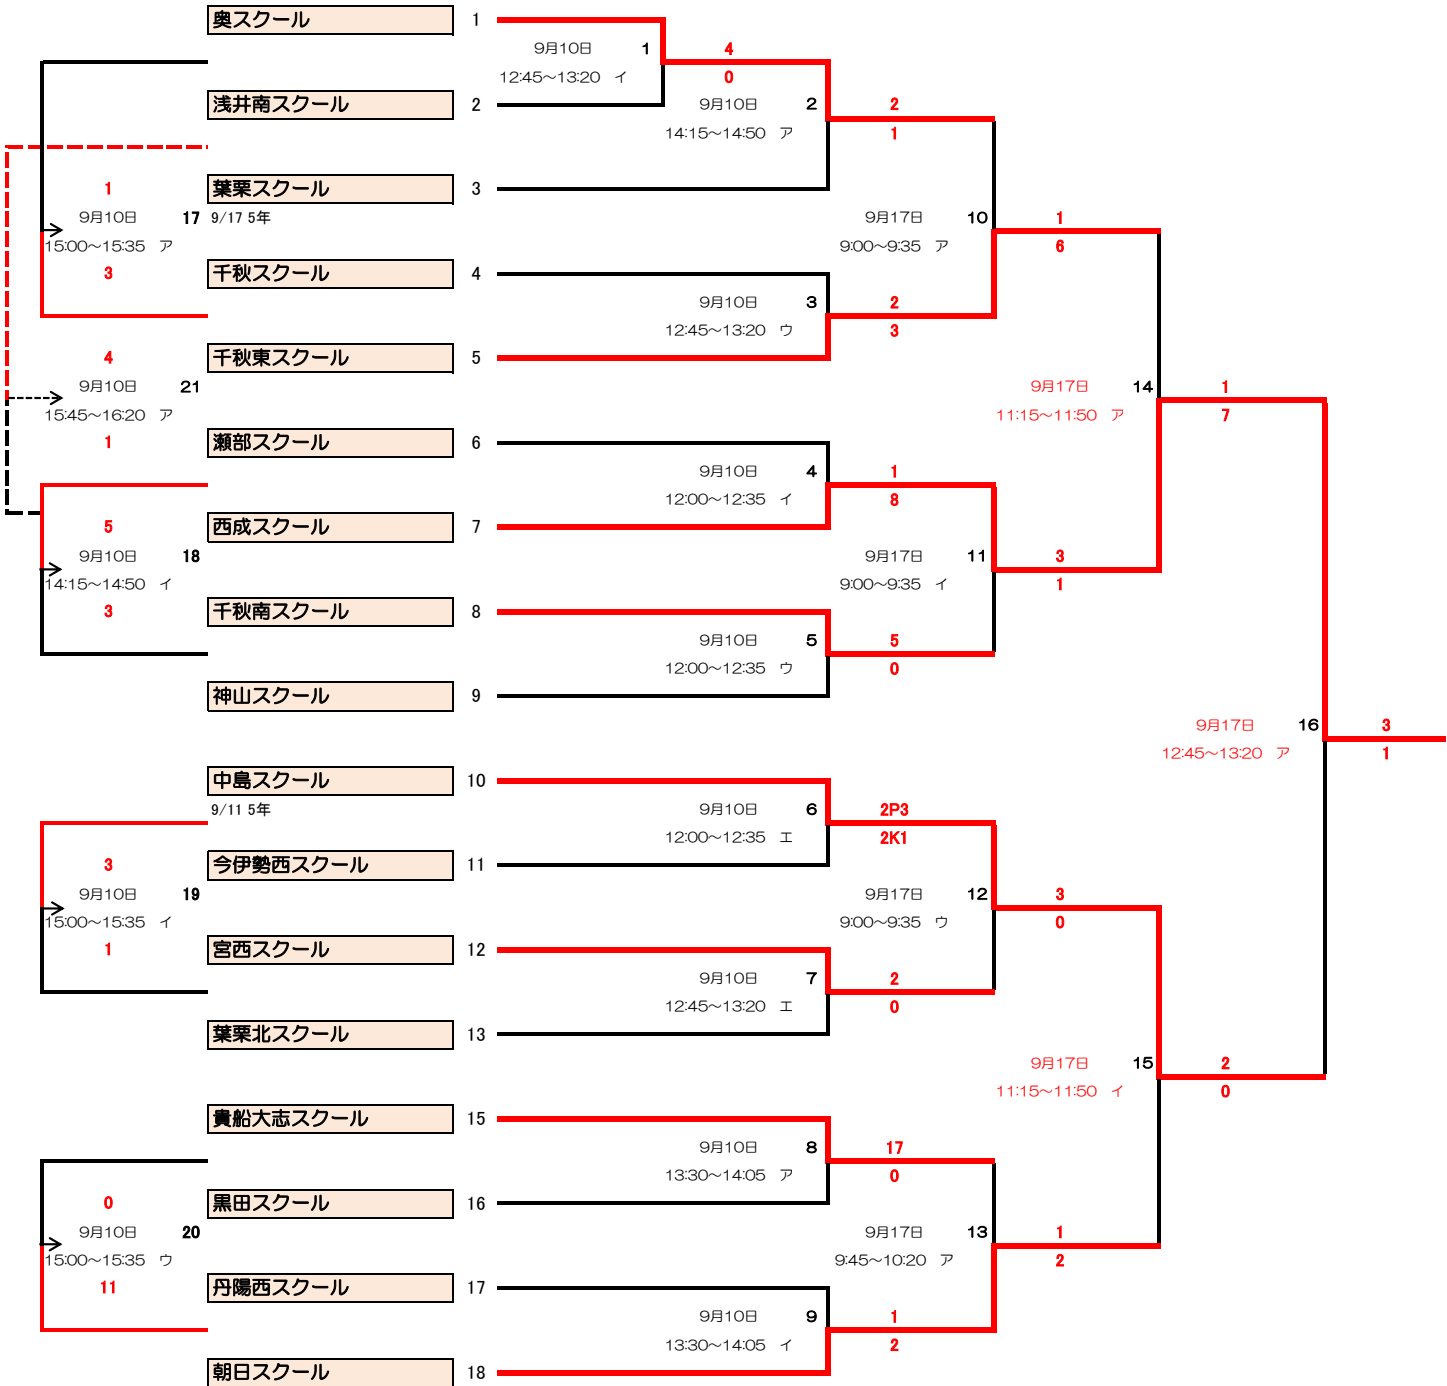 奥スクール 1
9月10日 1 4
12:45～13:20 イ 0
浅井南スクール 2 9月10日 2 2
14:15～14:50 ア 1
1
葉栗スクール 3
9月10日 17 9/17 5年 9月17日 10 1
15:00～15:35 ア 9:00～9:35 ア 6
3 千秋スクール 4
9月10日 3 2
12:45～13:20 ウ 3
4 千秋東スクール 5
9月10日 21 9月17日 14 1
15:45～16:20 ア 11:15～11:50 ア 7
1 瀬部スクール 6
9月10日 4 1
12:00～12:35 イ 8
5 西成スクール 7
9月10日 18 9月17日 11 3
14:15～14:50 イ 9:00～9:35 イ 1
3 千秋南スクール 8
9月10日 5 5
12:00～12:35 ウ 0
神山スクール 9
9月17日 16 3
12:45～13:20 ア 1
中島スクール 10
9/11 5年 9月10日 6 2P3
12:00～12:35 エ 2K1
3 今伊勢西スクール 11
9月10日 19 9月17日 12 3
15:00～15:35 イ 9:00～9:35 ウ 0
1 宮西スクール 12
9月10日 7 2
12:45～13:20 エ 0
葉栗北スクール 13
9月17日 15 2
11:15～11:50 イ 0
貴船大志スクール 15
9月10日 8 17
13:30～14:05 ア 0
0 黒田スクール 16
9月10日 20 9月17日 13 1
15:00～15:35 ウ 9:45～10:20 ア 2
11 丹陽西スクール 17
9月10日 9 1
13:30～14:05 イ 2
朝日スクール 18